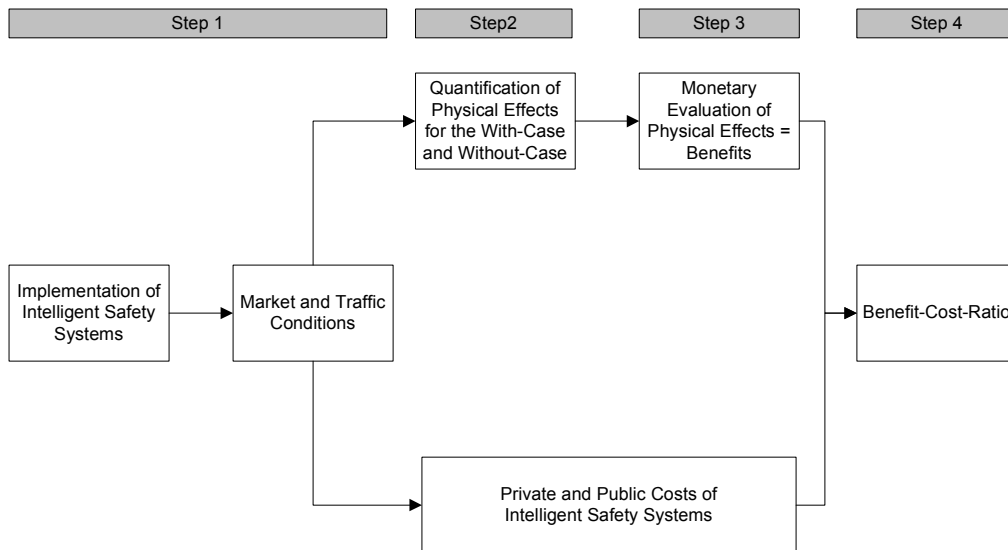 Step 1
Step2
Step 3
Step 4
Quantification of
Physical Effects
for the With-Case
and Without-Case
Monetary
Evaluation of
Physical Effects =
Benefits
Implementation of
Intelligent Safety
Systems
Market and Traffic
Conditions
Benefit-Cost-Ratio
Private and Public Costs of
Intelligent Safety Systems